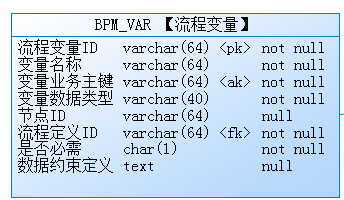 BPM_VAR 【流程变量】
流程变量ID varchar(64) <pk> not null
变量名称 varchar(64) not null
变量业务主键 varchar(64) <ak> not null
变量数据类型 varchar(40) not null
节点ID varchar(64) null
流程定义ID varchar(64) <fk> not null
是否必需 char(1) not null
数据约束定义 text null